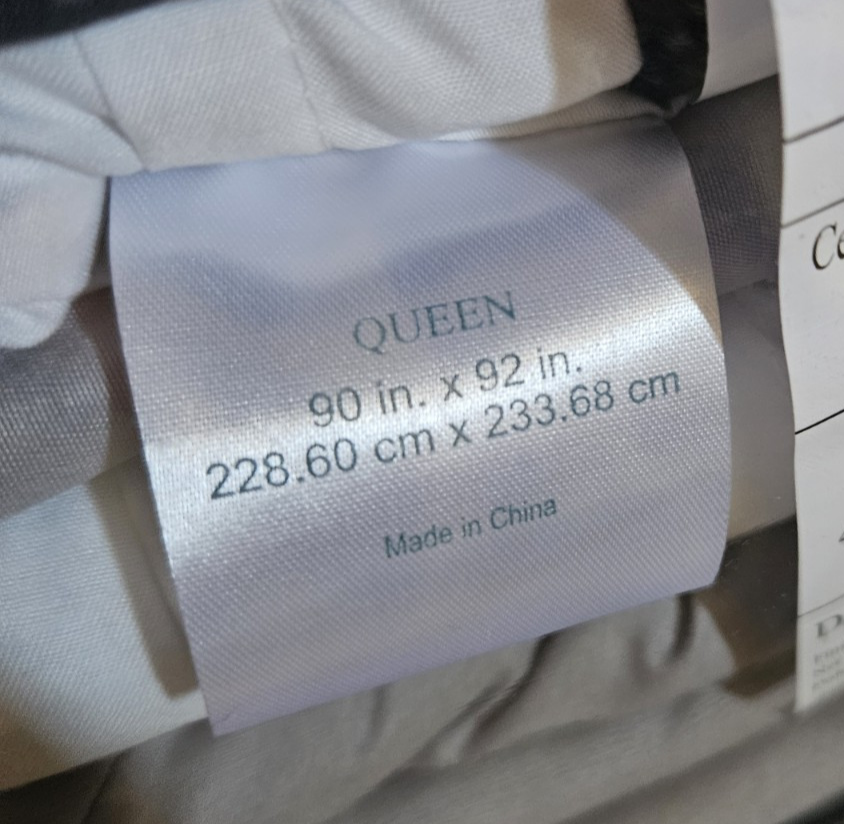 QUEEN
90 in. x 92 in.
228.60 cm x 233.68 cm
Made in China